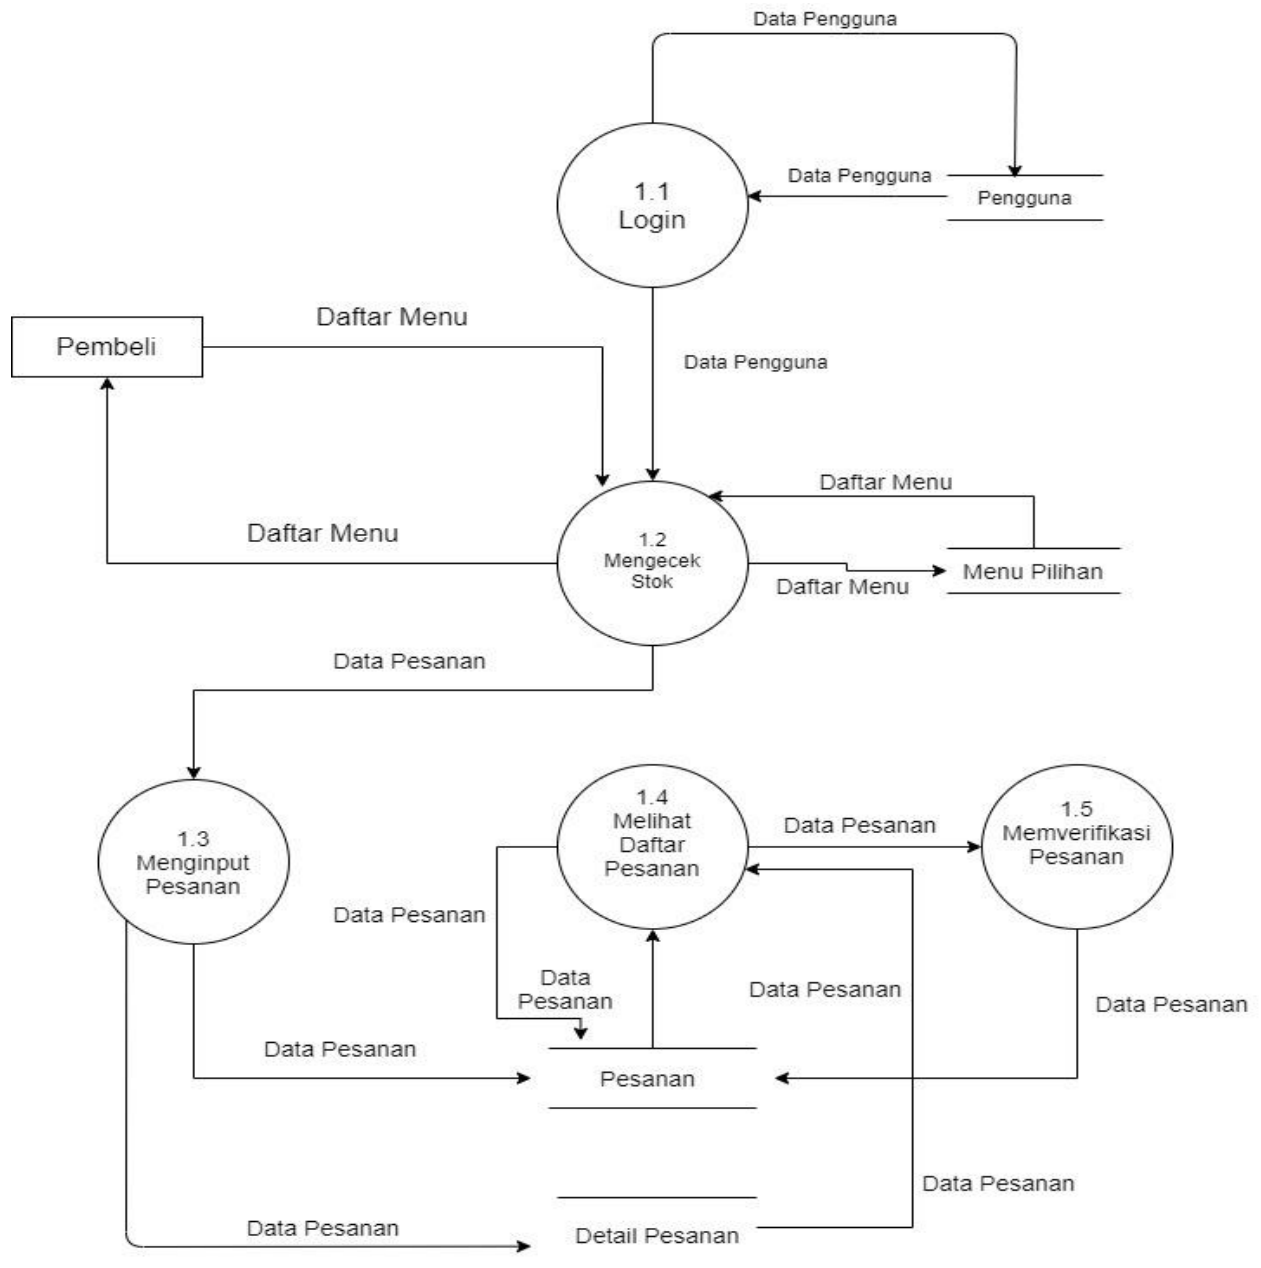 Data Pengguna
Data Pengguna
1.1
Login
Pengguna
Daftar Menu
Pembeli
Data Pengguna
Daftar Menu
Daftar Menu
1.2
Mengecek
Stok
Menu Pilihan
Daftar Menu
Data Pesanan
1.4
Melihat
Daftar
Pesanan
1.5
Memverifikasi
Pesanan
Data Pesanan
1.3
Menginput
Pesanan
Data Pesanan
Data
Pesanan
Data Pesanan
Data Pesanan
Data Pesanan
Pesanan
Data Pesanan
Data Pesanan
Detail Pesanan